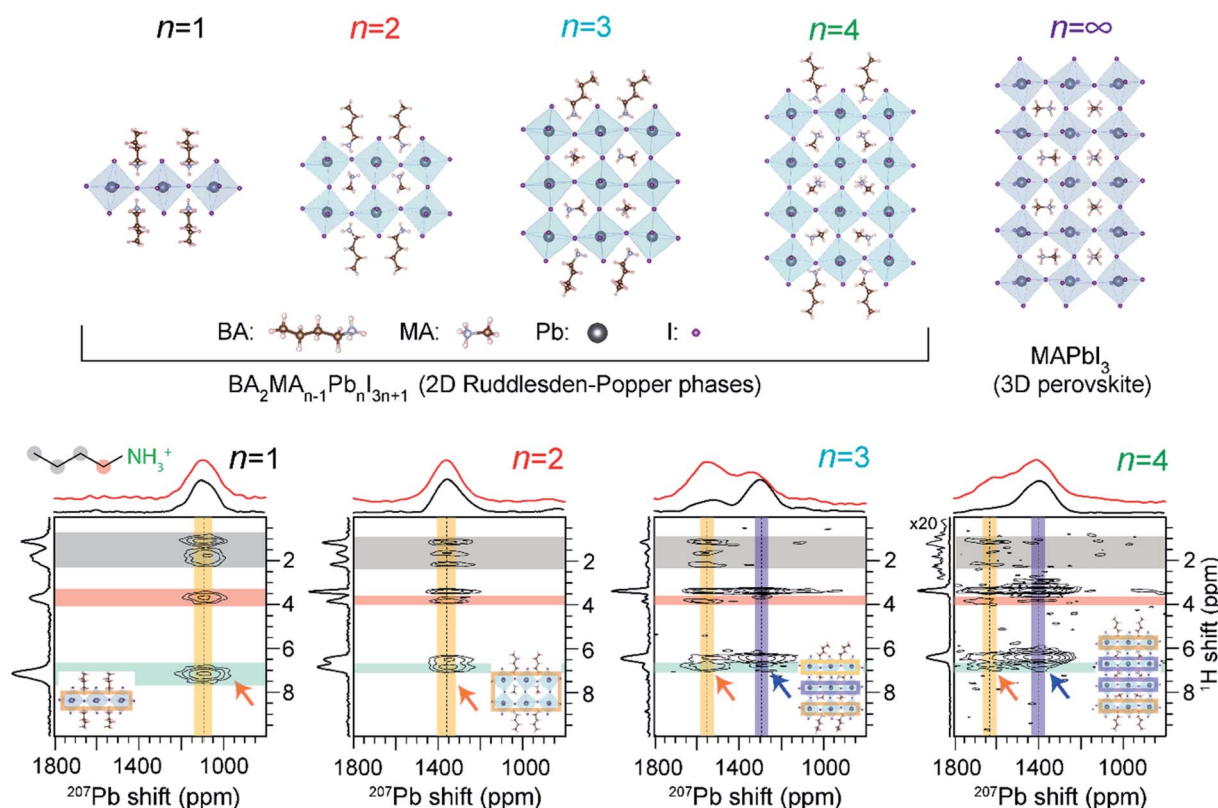 n=1 n=2 n=3 n=4 n=∞
BA: MA: Pb: I:
BA₂MAₙ₋₁PbₙI₃ₙ₊₁ (2D Ruddlesden-Popper phases)
MAPbI₃
(3D perovskite)
NH₃⁺ n=1 n=2 n=3 n=4
x20
2 2 2 2
4 4 4 4
6 6 6 6
8 8 8 8
¹H shift (ppm)
1800 1400 1000 1800 1400 1000 1800 1400 1000 1800 1400 1000
²⁰⁷Pb shift (ppm) ²⁰⁷Pb shift (ppm) ²⁰⁷Pb shift (ppm) ²⁰⁷Pb shift (ppm)